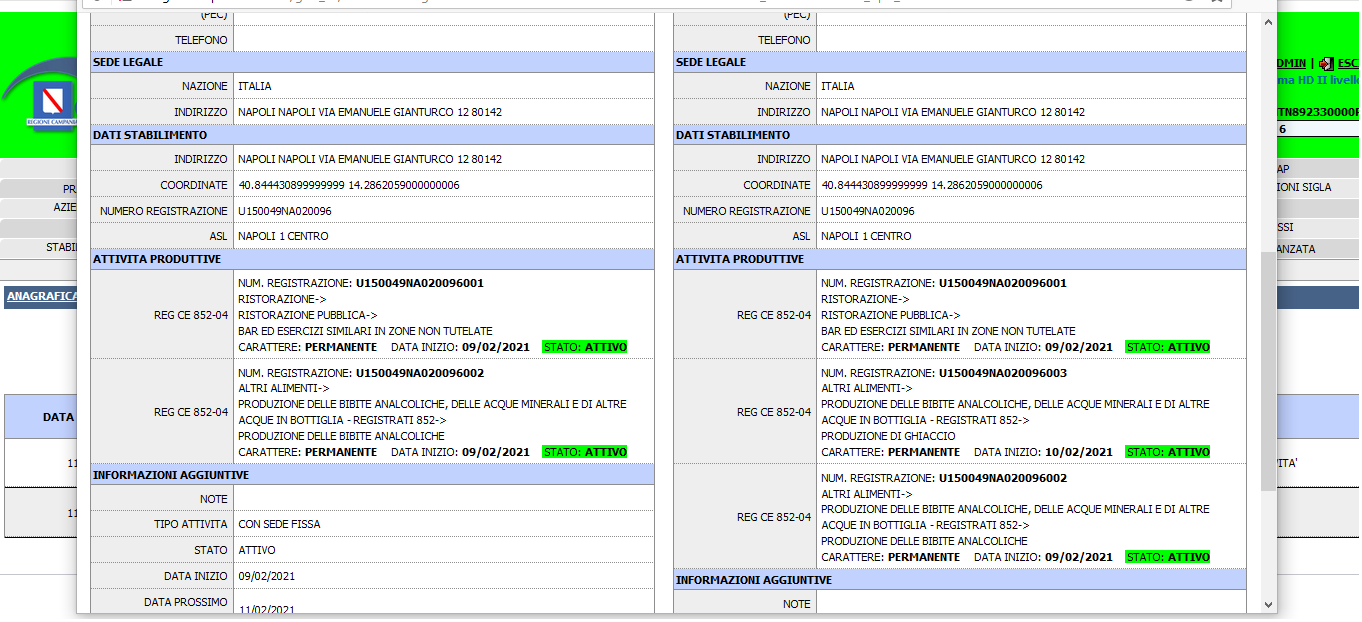 (PEC)
TELEFONO
SEDE LEGALE
NAZIONE ITALIA
INDIRIZZO NAPOLI NAPOLI VIA EMANUELE GIANTURCO 12 80142
DATI STABILIMENTO
INDIRIZZO NAPOLI NAPOLI VIA EMANUELE GIANTURCO 12 80142
COORDINATE 40.844430899999999 14.2862059000000006
NUMERO REGISTRAZIONE U150049NA020096
ASL NAPOLI 1 CENTRO
ATTIVITA PRODUTTIVE
REG CE 852-04
NUM. REGISTRAZIONE: U150049NA020096001
RISTORAZIONE->
RISTORAZIONE PUBBLICA->
BAR ED ESERCIZI SIMILARI IN ZONE NON TUTELATE
CARATTERE: PERMANENTE DATA INIZIO: 09/02/2021 STATO: ATTIVO
REG CE 852-04
NUM. REGISTRAZIONE: U150049NA020096002
ALTRI ALIMENTI->
PRODUZIONE DELLE BIBITE ANALCOLICHE, DELLE ACQUE MINERALI E DI ALTRE
ACQUE IN BOTTIGLIA - REGISTRATI 852->
PRODUZIONE DELLE BIBITE ANALCOLICHE
CARATTERE: PERMANENTE DATA INIZIO: 09/02/2021 STATO: ATTIVO
INFORMAZIONI AGGIUNTIVE
NOTE
TIPO ATTIVITA CON SEDE FISSA
STATO ATTIVO
DATA INIZIO 09/02/2021
DATA PROSSIMO 11/02/2021
(PEC)
TELEFONO
SEDE LEGALE
NAZIONE ITALIA
INDIRIZZO NAPOLI NAPOLI VIA EMANUELE GIANTURCO 12 80142
DATI STABILIMENTO
INDIRIZZO NAPOLI NAPOLI VIA EMANUELE GIANTURCO 12 80142
COORDINATE 40.844430899999999 14.2862059000000006
NUMERO REGISTRAZIONE U150049NA020096
ASL NAPOLI 1 CENTRO
ATTIVITA PRODUTTIVE
REG CE 852-04
NUM. REGISTRAZIONE: U150049NA020096001
RISTORAZIONE->
RISTORAZIONE PUBBLICA->
BAR ED ESERCIZI SIMILARI IN ZONE NON TUTELATE
CARATTERE: PERMANENTE DATA INIZIO: 09/02/2021 STATO: ATTIVO
REG CE 852-04
NUM. REGISTRAZIONE: U150049NA020096003
ALTRI ALIMENTI->
PRODUZIONE DELLE BIBITE ANALCOLICHE, DELLE ACQUE MINERALI E DI ALTRE
ACQUE IN BOTTIGLIA - REGISTRATI 852->
PRODUZIONE DI GHIACCIO
CARATTERE: PERMANENTE DATA INIZIO: 10/02/2021 STATO: ATTIVO
REG CE 852-04
NUM. REGISTRAZIONE: U150049NA020096002
ALTRI ALIMENTI->
PRODUZIONE DELLE BIBITE ANALCOLICHE, DELLE ACQUE MINERALI E DI ALTRE
ACQUE IN BOTTIGLIA - REGISTRATI 852->
PRODUZIONE DELLE BIBITE ANALCOLICHE
CARATTERE: PERMANENTE DATA INIZIO: 09/02/2021 STATO: ATTIVO
INFORMAZIONI AGGIUNTIVE
NOTE
REGIONE CAMPAN
PR
AZIE
STABI
ANAGRAFICA
DATA
11
11
DMIN | ESC
ma HD II livello
TN892330000
6
AP
IONI SIGLA
SSI
ANZATA
ITA'